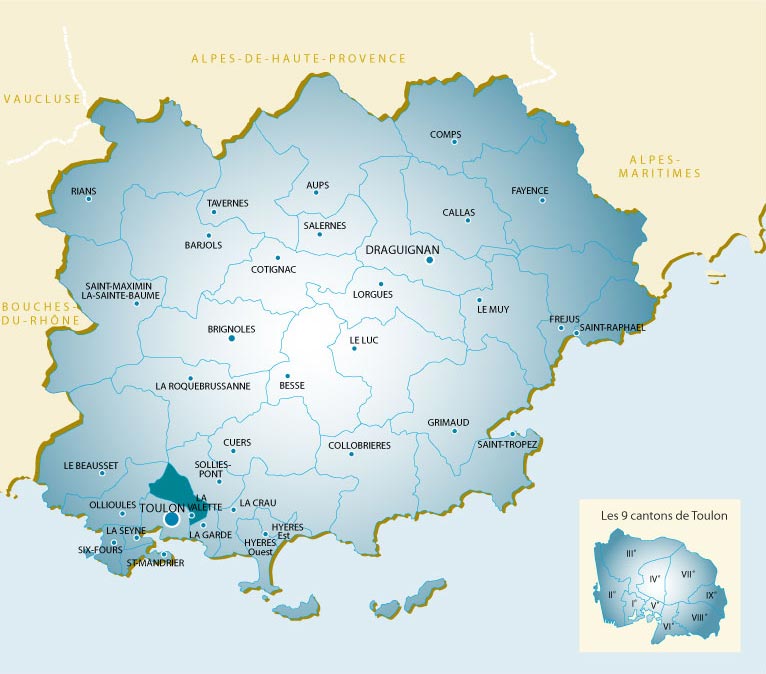 ALPES-DE-HAUTE-PROVENCE
VAUCLUSE
ALPES-
MARITIMES
BOUCHES-
DU-RHÔNE
COMPS
RIANS
AUPS
FAYENCE
TAVERNES
CALLAS
SALERNES
BARJOLS
DRAGUIGNAN
COTIGNAC
SAINT-MAXIMIN
LA-SAINTE-BAUME
LORGUES
LE MUY
BRIGNOLES
FREJUS
SAINT-RAPHAEL
LE LUC
LA ROQUEBRUSSANNE
BESSE
GRIMAUD
SAINT-TROPEZ
CUERS
COLLOBRIERES
LE BEAUSSET
SOLLIES-
PONT
LA
VALETTE
OLLIOULES
TOULON
LA CRAU
LA SEYNE
LA GARDE
HYERES
Est
HYERES
Ouest
SIX-FOURS
ST-MANDRIER
Les 9 cantons de Toulon
III°
IV°
VII°
II°
I°
V°
IX°
VI°
VIII°